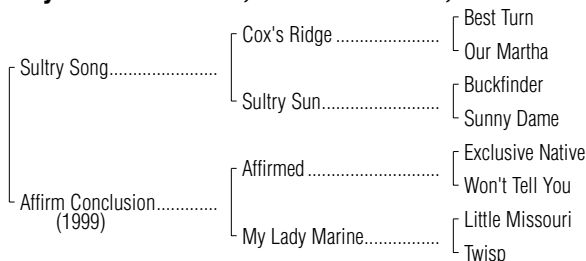 Best Turn
Cox's Ridge ....................
Our Martha
Sultry Song......................
Buckfinder
Sultry Sun.......................
Sunny Dame
Exclusive Native
Affirmed .........................
Won't Tell You
Affirm Conclusion............
(1999)
Little Missouri
My Lady Marine...............
Twisp